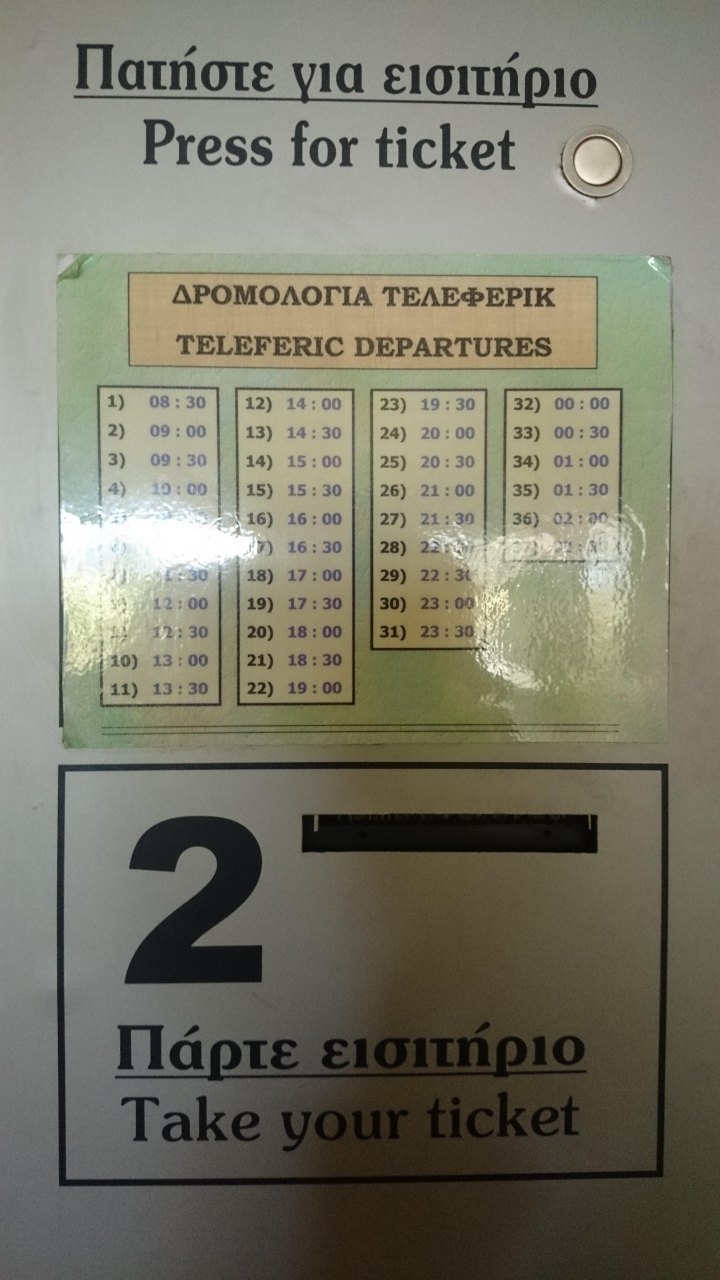 Πατήστε για εισιτήριο
Press for ticket
ΔΡΟΜΟΛΟΓΙΑ ΤΕΛΕΦΕΡΙΚ
TELEFERIC DEPARTURES
1) 08 : 30
2) 09 : 00
3) 09 : 30
4) 10 : 00
12 : 00
12 : 30
10) 13 : 00
11) 13 : 30
12) 14 : 00
13) 14 : 30
14) 15 : 00
15) 15 : 30
16) 16 : 00
16 : 30
18) 17 : 00
19) 17 : 30
20) 18 : 00
21) 18 : 30
22) 19 : 00
23) 19 : 30
24) 20 : 00
25) 20 : 30
26) 21 : 00
27) 21 : 30
28)
29) 22 : 30
30) 23 : 00
31) 23 : 30
32) 00 : 00
33) 00 : 30
34) 01 : 00
35) 01 : 30
36) 02 : 00
2
Πάρτε εισιτήριο
Take your ticket